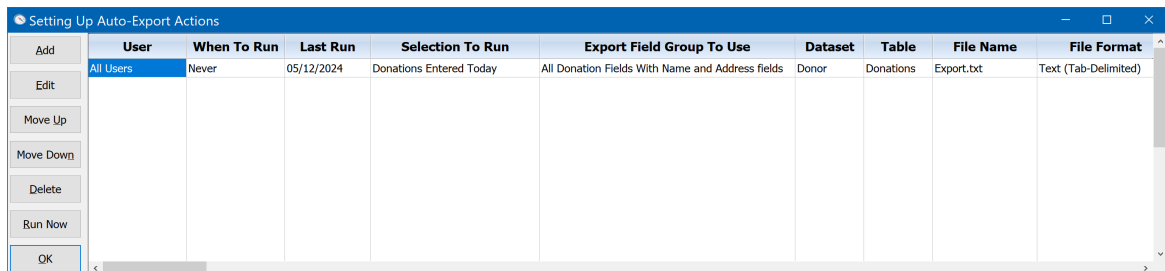 Setting Up Auto-Export Actions
Add
Edit
Move Up
Move Down
Delete
Run Now
OK
User When To Run Last Run Selection To Run Export Field Group To Use Dataset Table File Name File Format
All Users Never 05/12/2024 Donations Entered Today All Donation Fields With Name and Address fields Donor Donations Export.txt Text (Tab-Delimited)